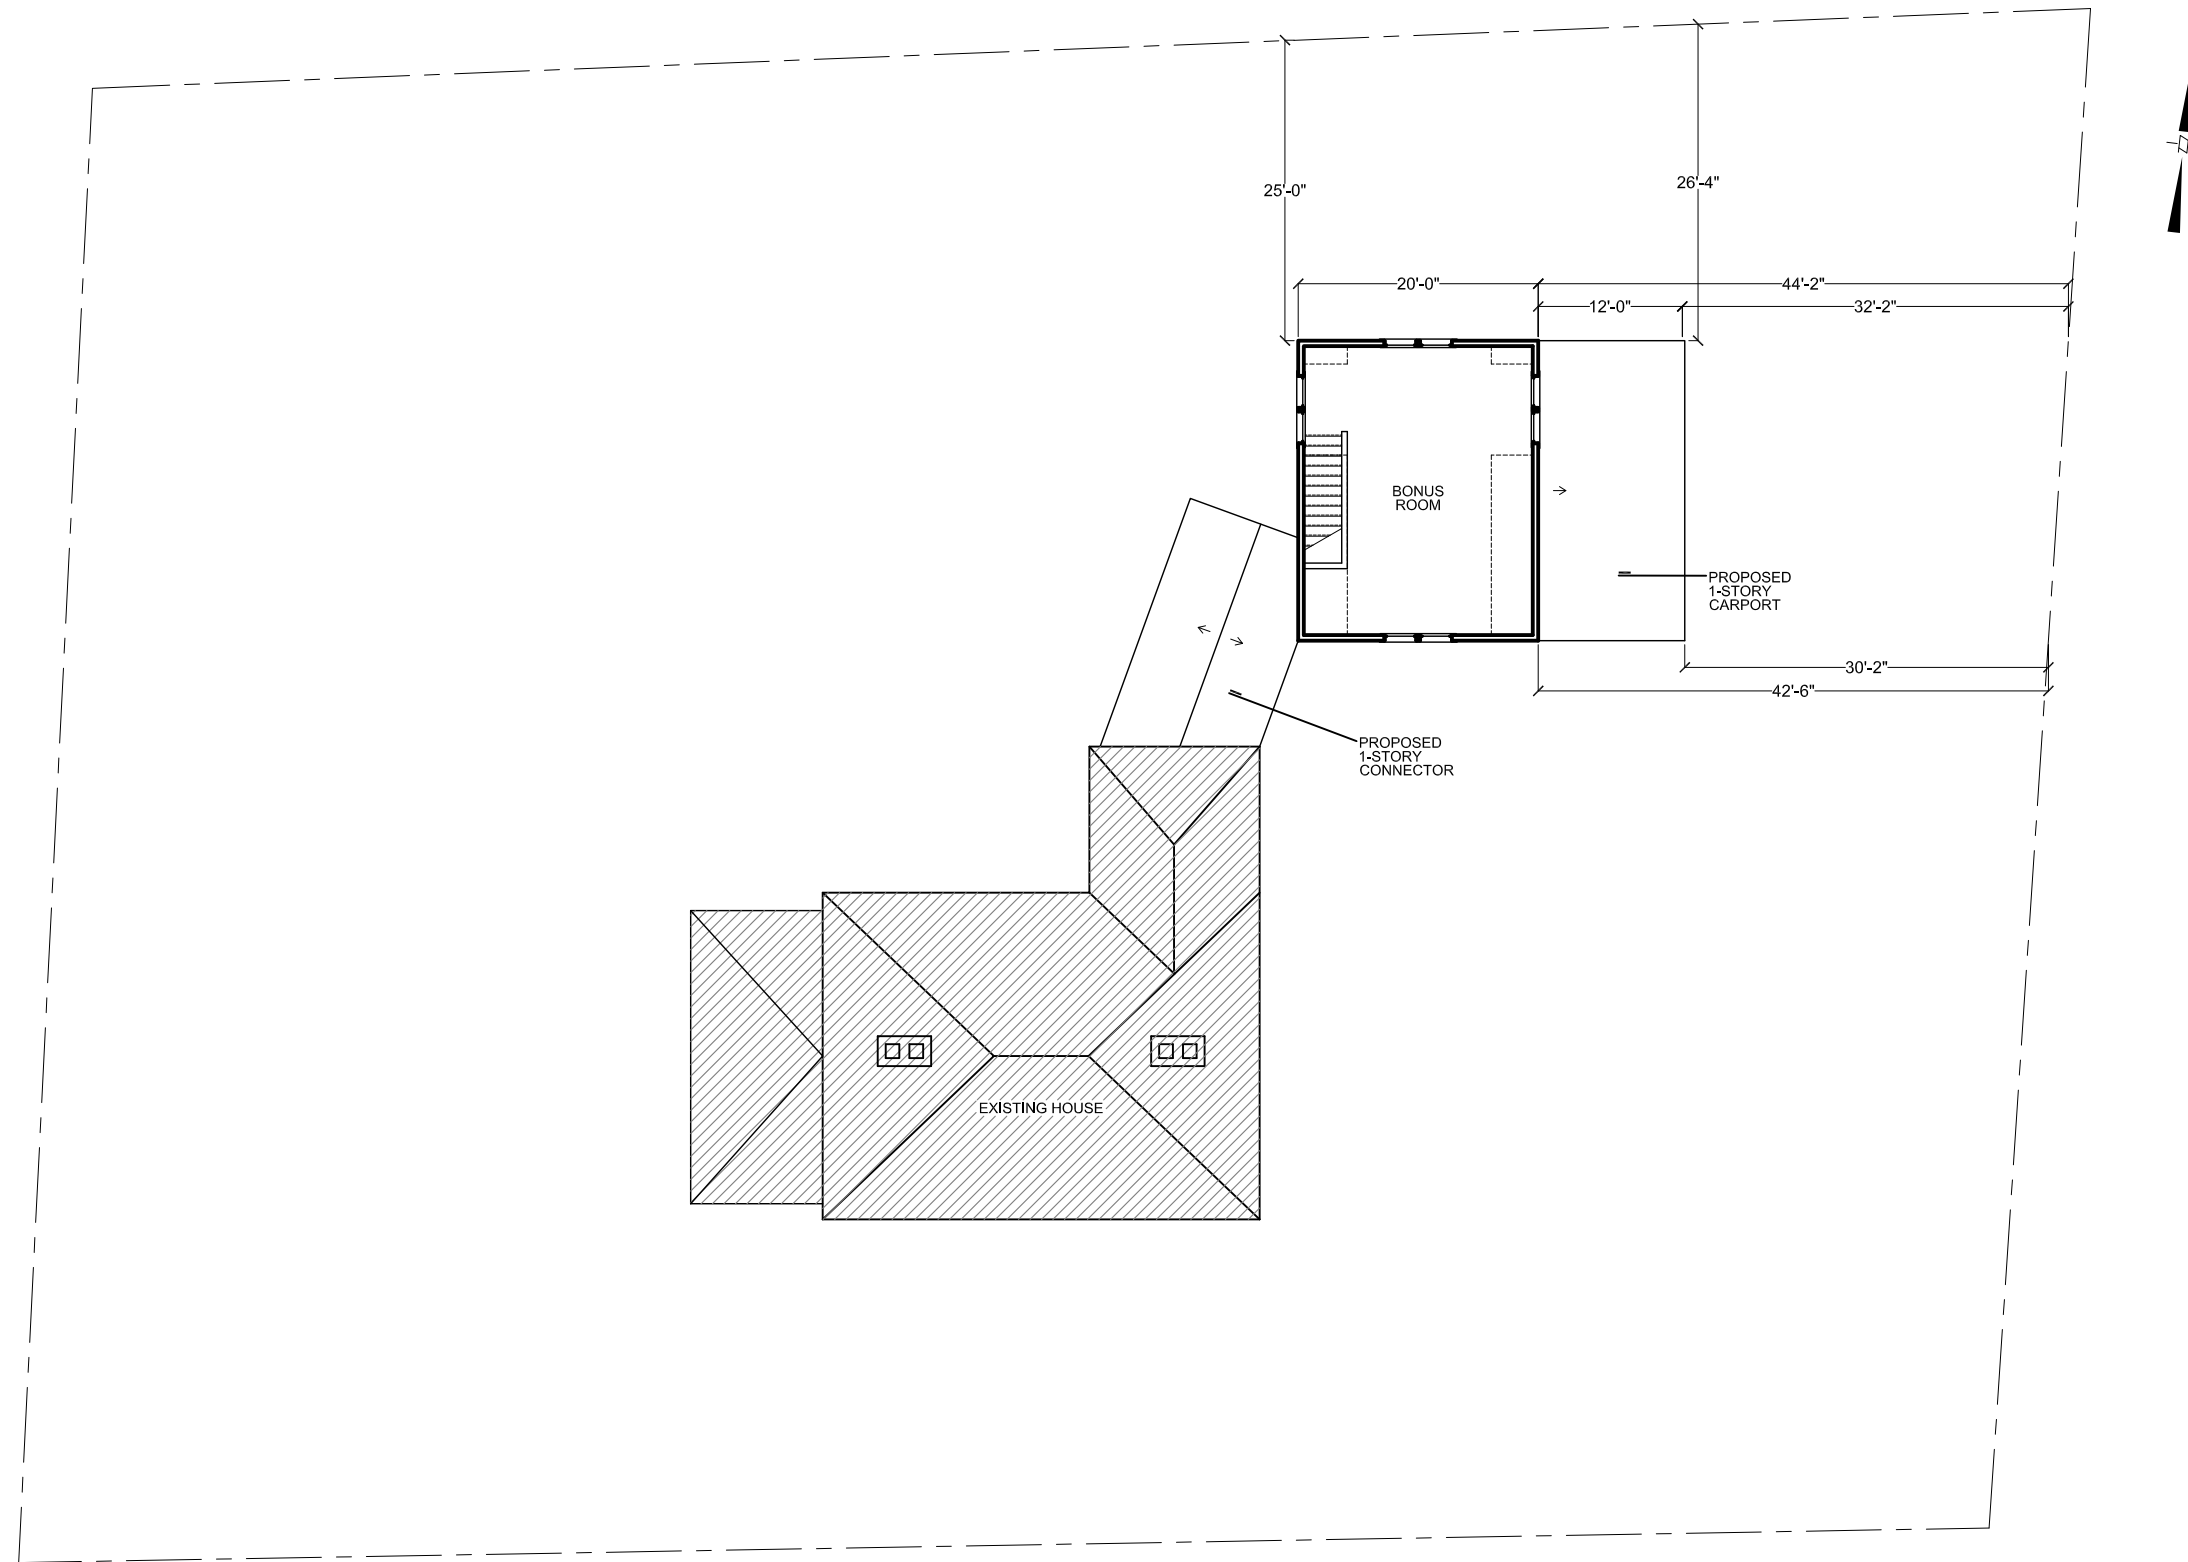 25'-0"
26'-4"
20'-0"
44'-2"
12'-0"
32'-2"
BONUS
ROOM
PROPOSED
1-STORY
CARPORT
30'-2"
42'-6"
PROPOSED
1-STORY
CONNECTOR
EXISTING HOUSE